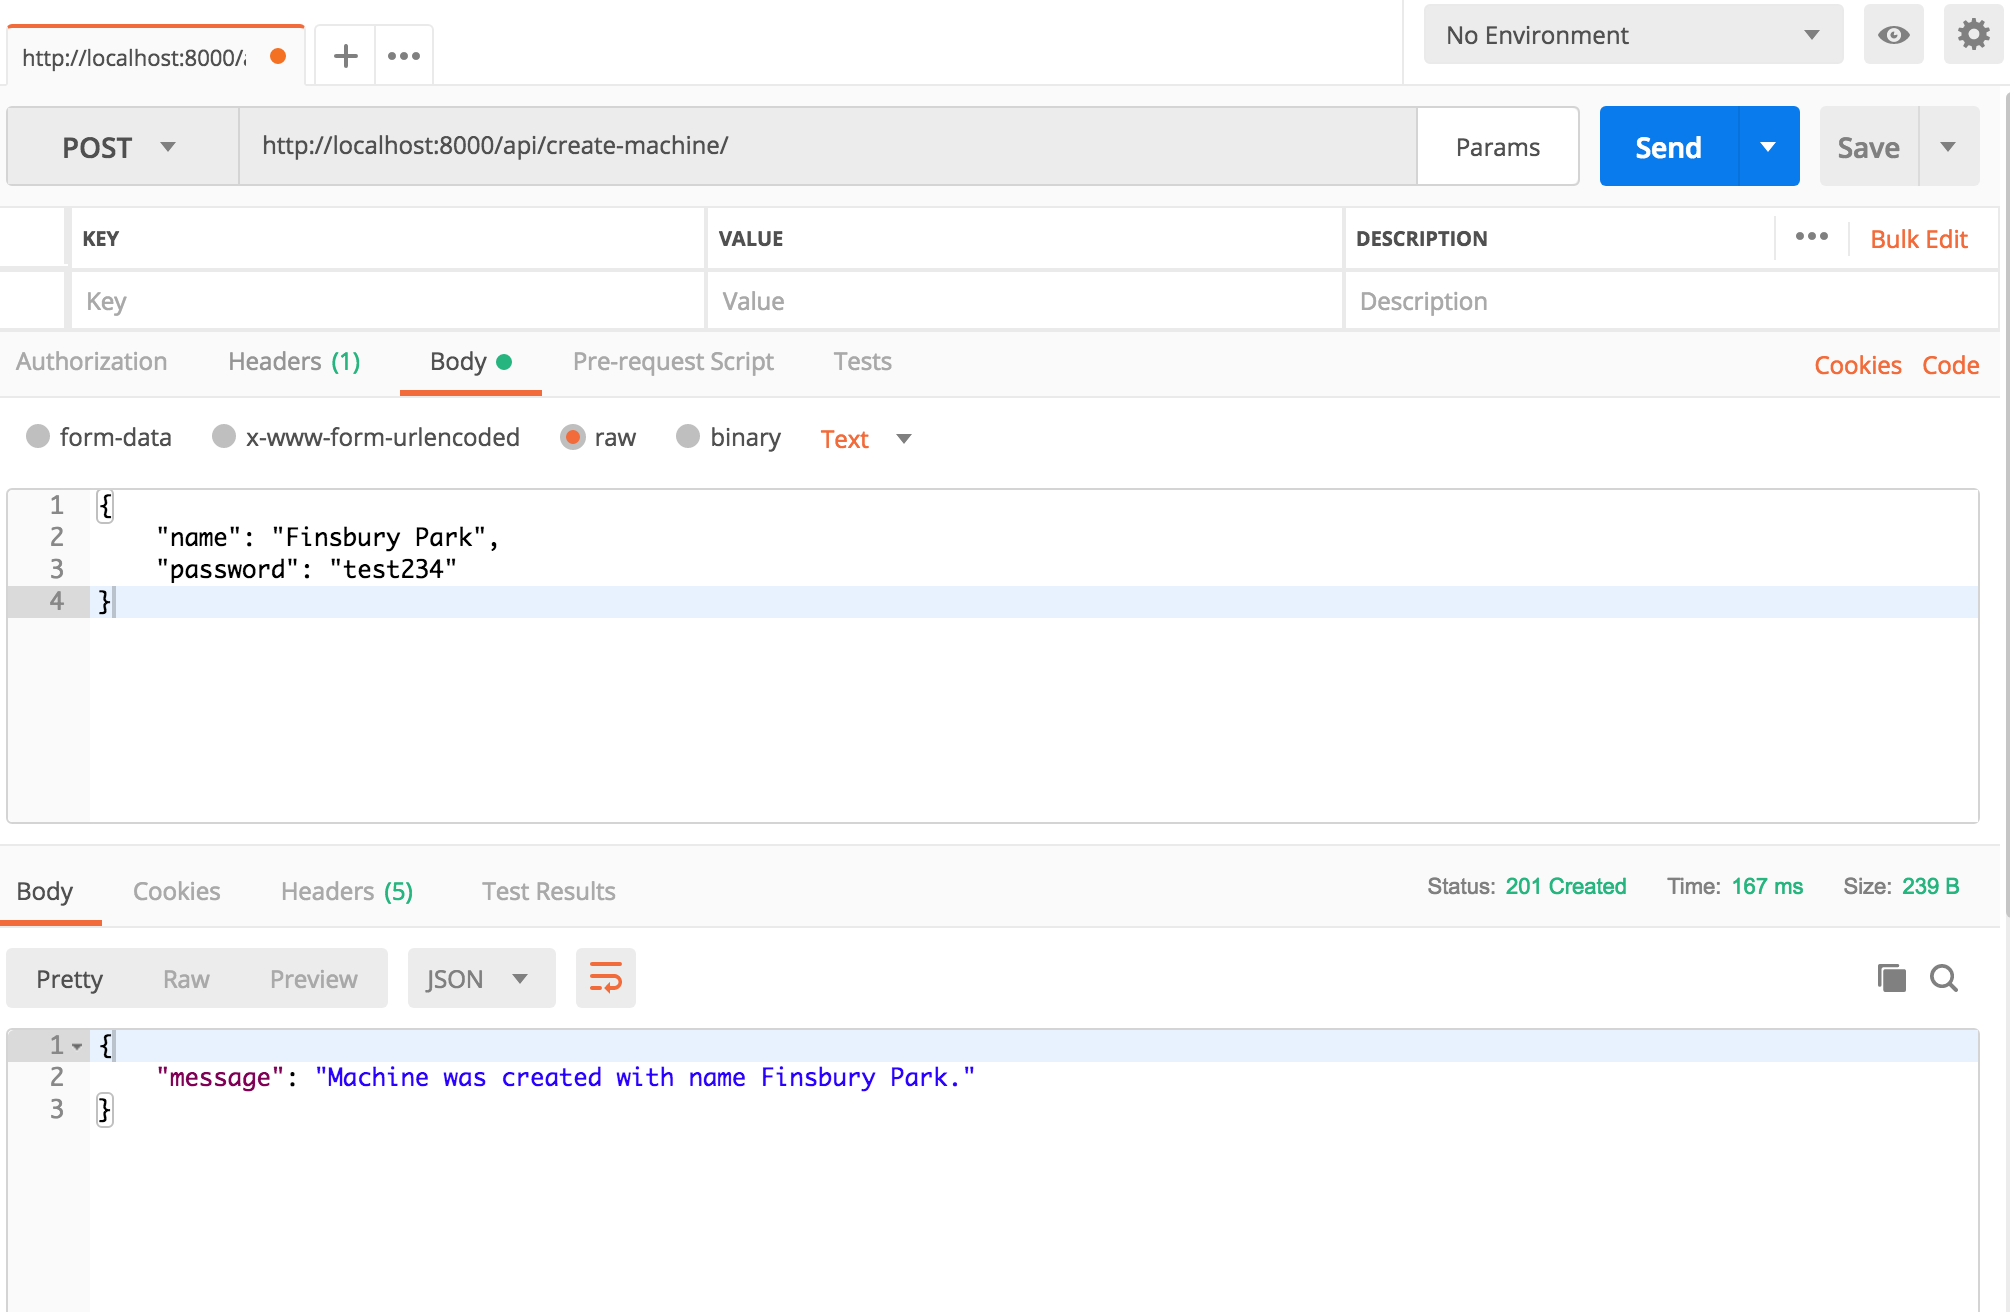 http://localhost:8000/a
No Environment
POST
http://localhost:8000/api/create-machine/
Params
Send
Save
KEY VALUE DESCRIPTION Bulk Edit
Key Value Description
Authorization Headers (1) Body Pre-request Script Tests Cookies Code
form-data x-www-form-urlencoded raw binary Text
1 {
2 "name": "Finsbury Park",
3 "password": "test234"
4 }
Body Cookies Headers (5) Test Results Status: 201 Created Time: 167 ms Size: 239 B
Pretty Raw Preview JSON
1 {
2 "message": "Machine was created with name Finsbury Park."
3 }